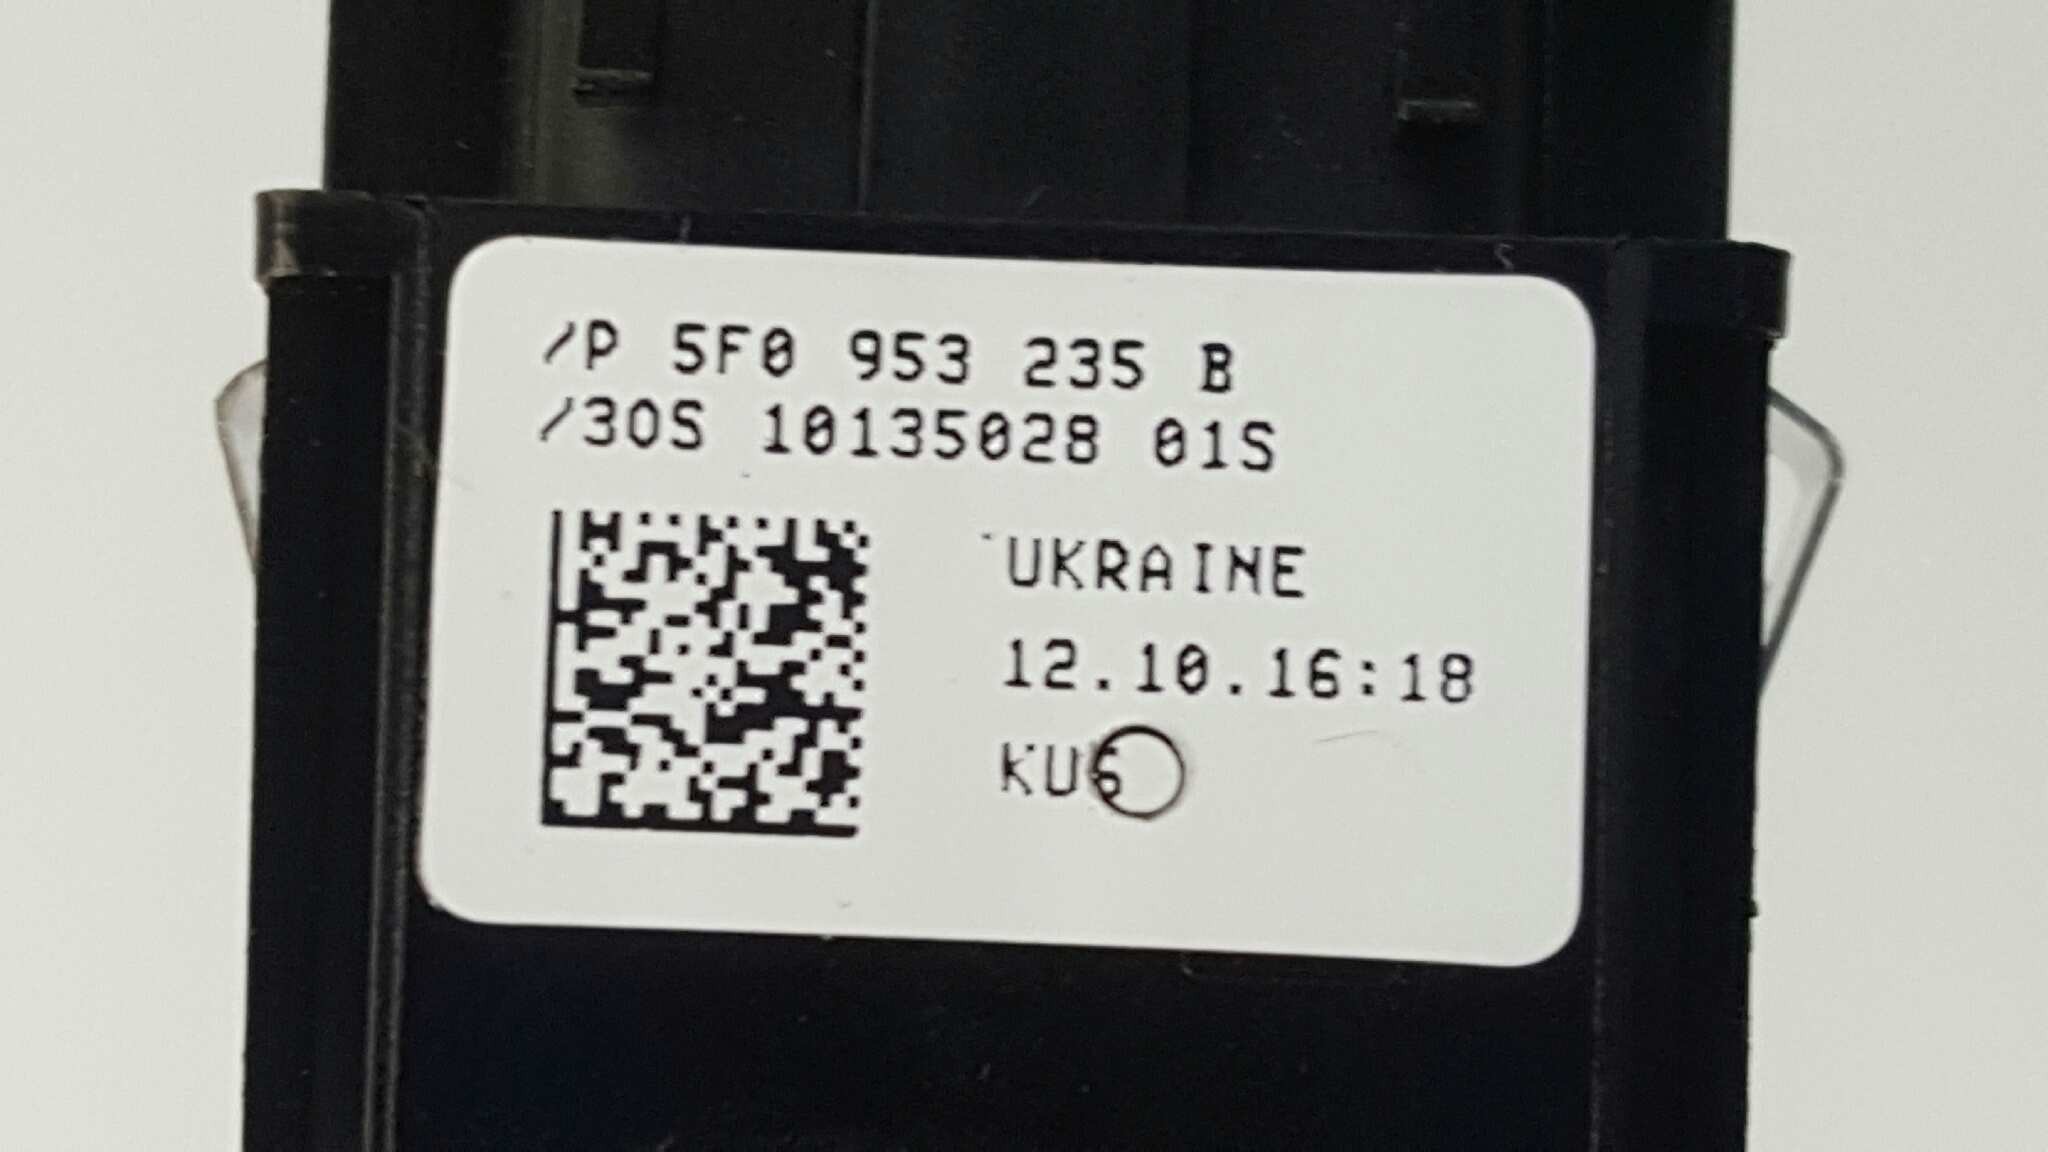 /P 5F0 953 235 B
/30S 10135028 01S
UKRAINE
12.10.16:18
KU6